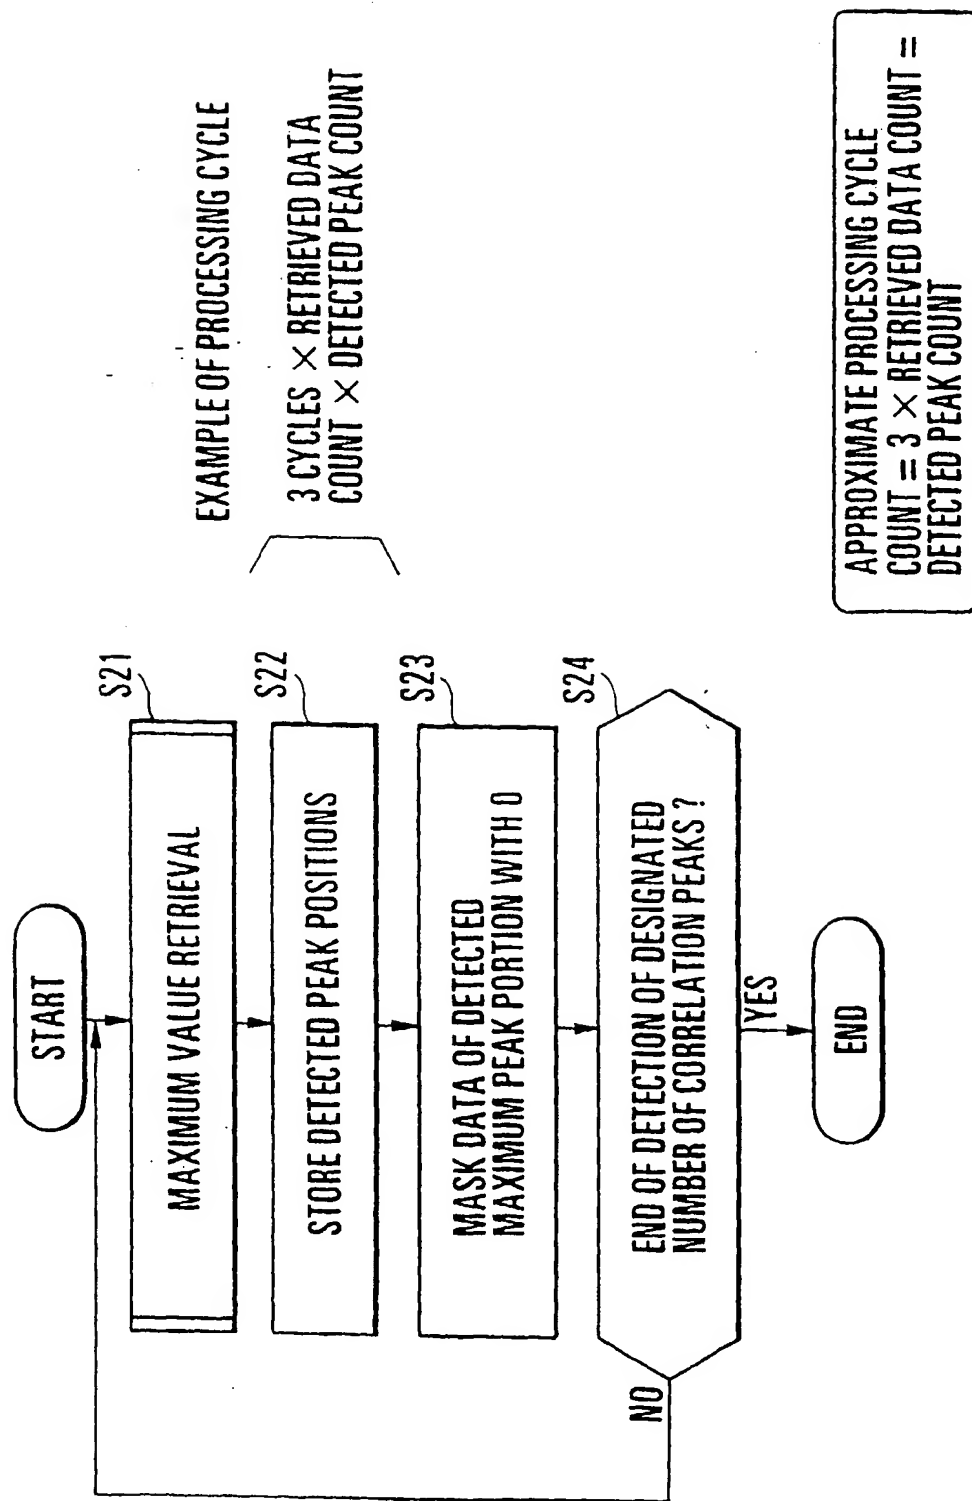 START
S21
MAXIMUM VALUE RETRIEVAL
S22
STORE DETECTED PEAK POSITIONS
S23
MASK DATA OF DETECTED
MAXIMUM PEAK PORTION WITH 0
S24
END OF DETECTION OF DESIGNATED
NUMBER OF CORRELATION PEAKS ?
NO
YES
END
EXAMPLE OF PROCESSING CYCLE
3 CYCLES × RETRIEVED DATA
COUNT × DETECTED PEAK COUNT
APPROXIMATE PROCESSING CYCLE
COUNT = 3 × RETRIEVED DATA COUNT =
DETECTED PEAK COUNT